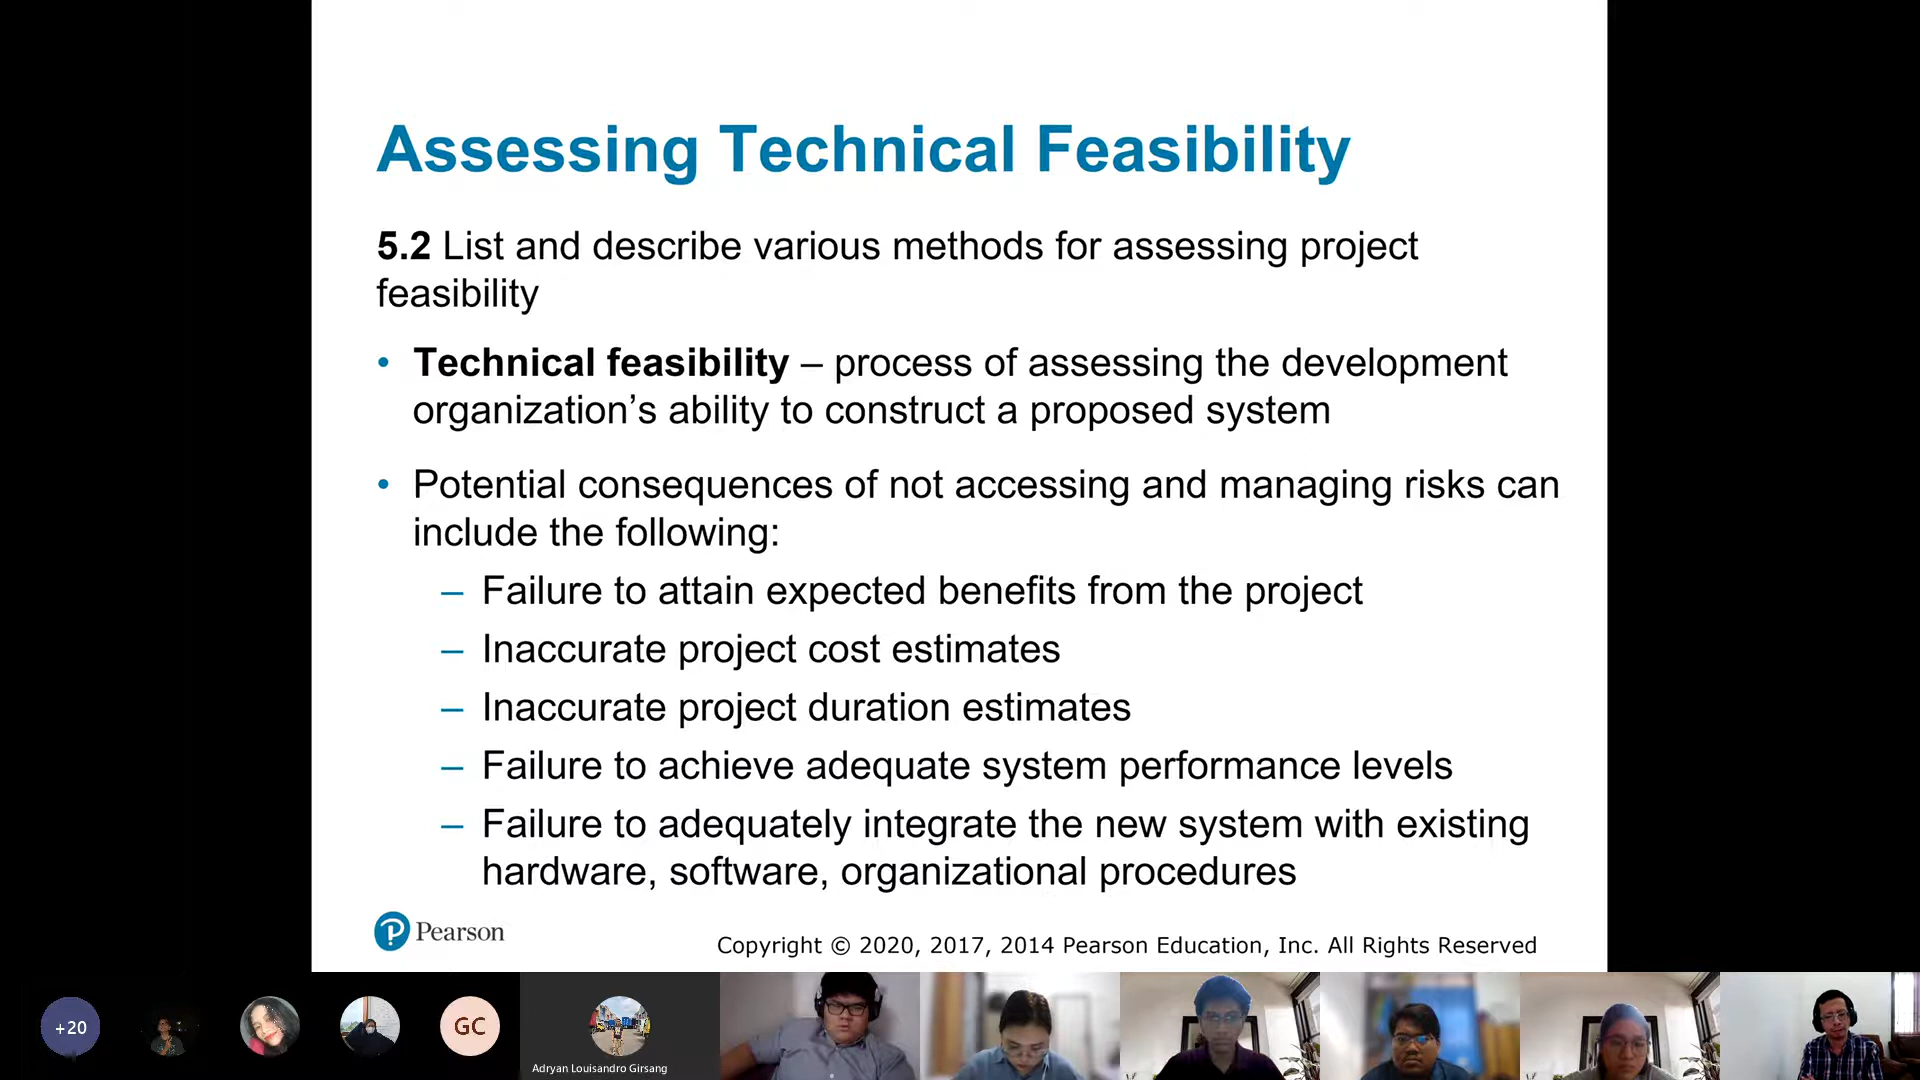 Assessing Technical Feasibility
5.2 List and describe various methods for assessing project
feasibility
• Technical feasibility – process of assessing the development
organization’s ability to construct a proposed system
• Potential consequences of not accessing and managing risks can
include the following:
– Failure to attain expected benefits from the project
– Inaccurate project cost estimates
– Inaccurate project duration estimates
– Failure to achieve adequate system performance levels
– Failure to adequately integrate the new system with existing
hardware, software, organizational procedures
Pearson
Copyright © 2020, 2017, 2014 Pearson Education, Inc. All Rights Reserved
+20
GC
Adryan Louisandro Girsang